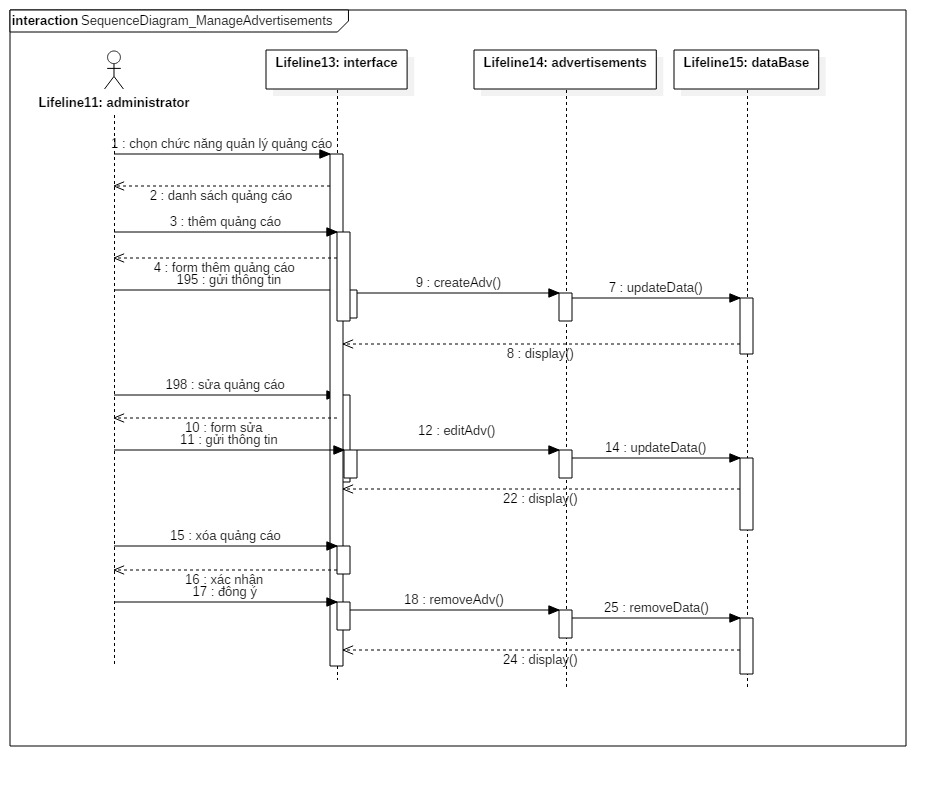 interaction SequenceDiagram_ManageAdvertisements
Lifeline13: interface
Lifeline14: advertisements
Lifeline15: dataBase
Lifeline11: administrator
1 : chọn chức năng quản lý quảng cáo
2 : danh sách quảng cáo
3 : thêm quảng cáo
4 : form thêm quảng cáo
195 : gửi thông tin
9 : createAdv()
7 : updateData()
8 : display()
198 : sửa quảng cáo
10 : form sửa
11 : gửi thông tin
12 : editAdv()
14 : updateData()
22 : display()
15 : xóa quảng cáo
16 : xác nhận
17 : đồng ý
18 : removeAdv()
25 : removeData()
24 : display()